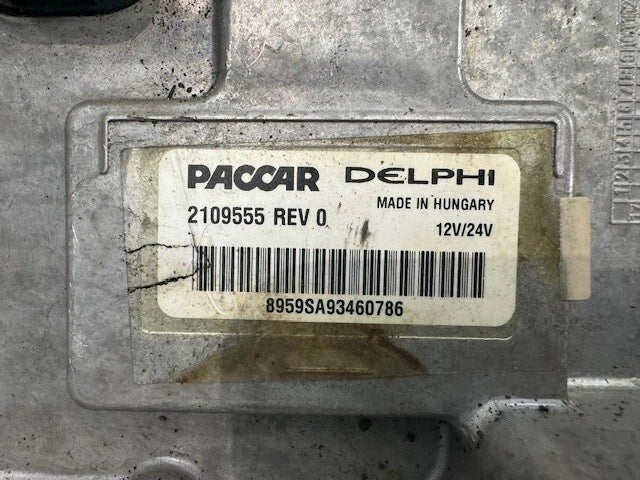 PACCAR DELPHI
2109555 REV 0
MADE IN HUNGARY
12V/24V
8959SA93460786